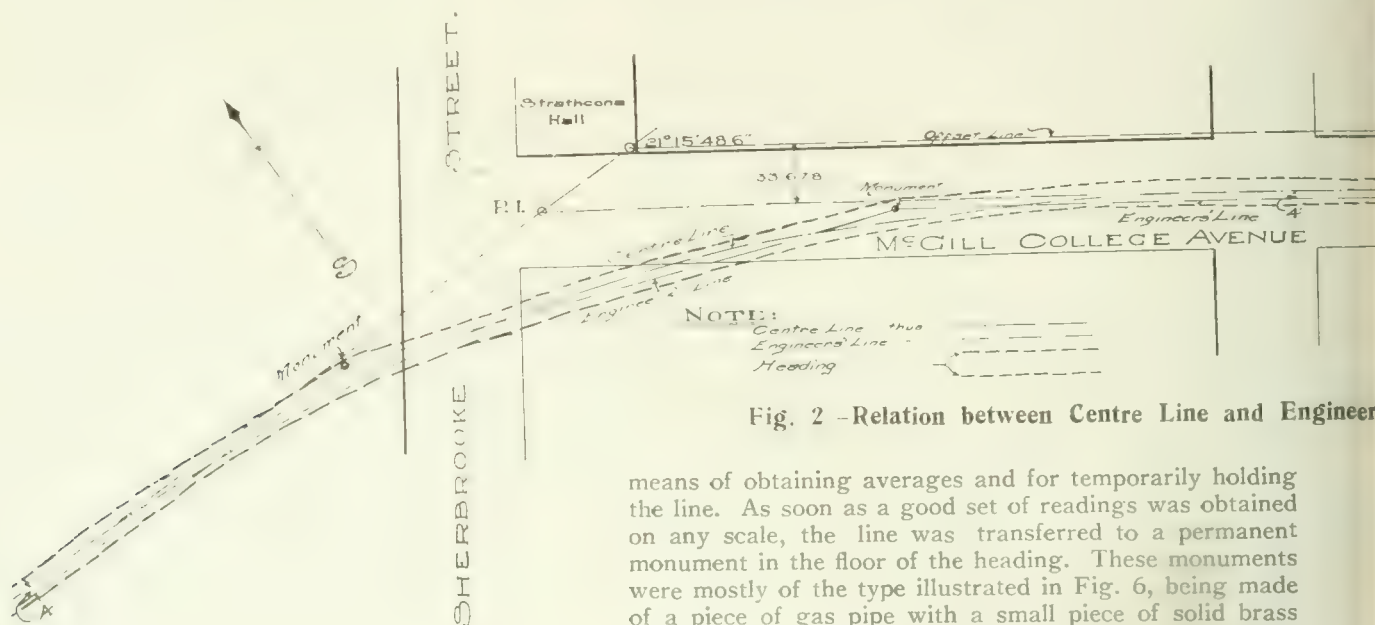 STREET.
Strathcona
Hall
21°15'48.6"
Offset Line
33.678
Monument
P.I.
Centre Line
Engineers' Line
McGILL COLLEGE AVENUE
S
Engineers' Line
Monument
NOTE:
Centre Line thus
Engineers' Line
Heading
A
SHERBROOKE
Fig. 2 -Relation between Centre Line and Engineer
means of obtaining averages and for temporarily holding
the line. As soon as a good set of readings was obtained
on any scale, the line was transferred to a permanent
monument in the floor of the heading. These monuments
were mostly of the type illustrated in Fig. 6, being made
of a piece of gas pipe with a small piece of solid brass